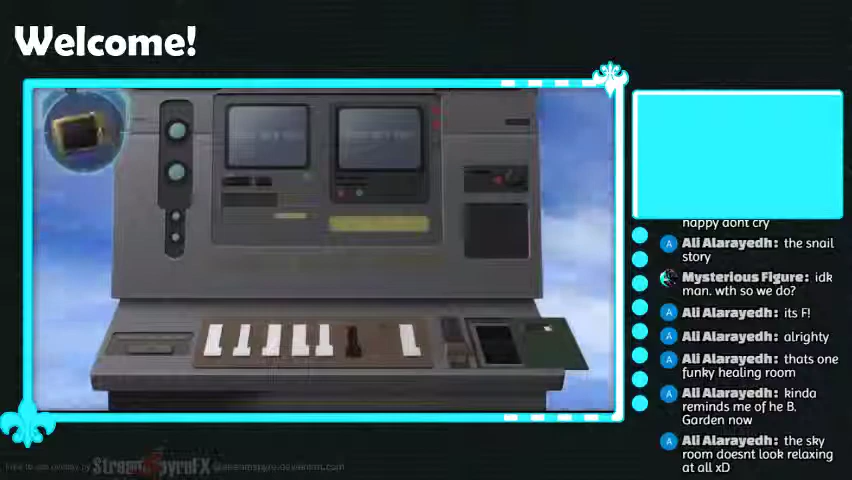 Welcome!
happy dont cry
Ali Alarayedh: the snail
story
Mysterious Figure: idk
man. wth so we do?
Ali Alarayedh: its F!
Ali Alarayedh: alrighty
Ali Alarayedh: thats one
funky healing room
Ali Alarayedh: kinda
reminds me of he B.
Garden now
Ali Alarayedh: the sky
room doesnt look relaxing
at all xD